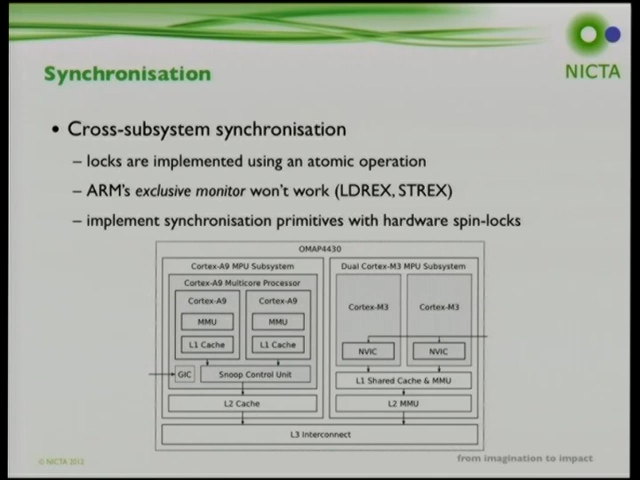 NICTA
Synchronisation
• Cross-subsystem synchronisation
– locks are implemented using an atomic operation
– ARM's exclusive monitor won't work (LDREX, STREX)
– implement synchronisation primitives with hardware spin-locks
OMAP4430
Cortex-A9 MPU Subsystem
Cortex-A9 Multicore Processor
Cortex-A9
Cortex-A9
MMU
MMU
L1 Cache
L1 Cache
GIC
Snoop Control Unit
L2 Cache
Dual Cortex-M3 MPU Subsystem
Cortex-M3
Cortex-M3
NVIC
NVIC
L1 Shared Cache & MMU
L2 MMU
L3 Interconnect
© NICTA 2012
from imagination to impact